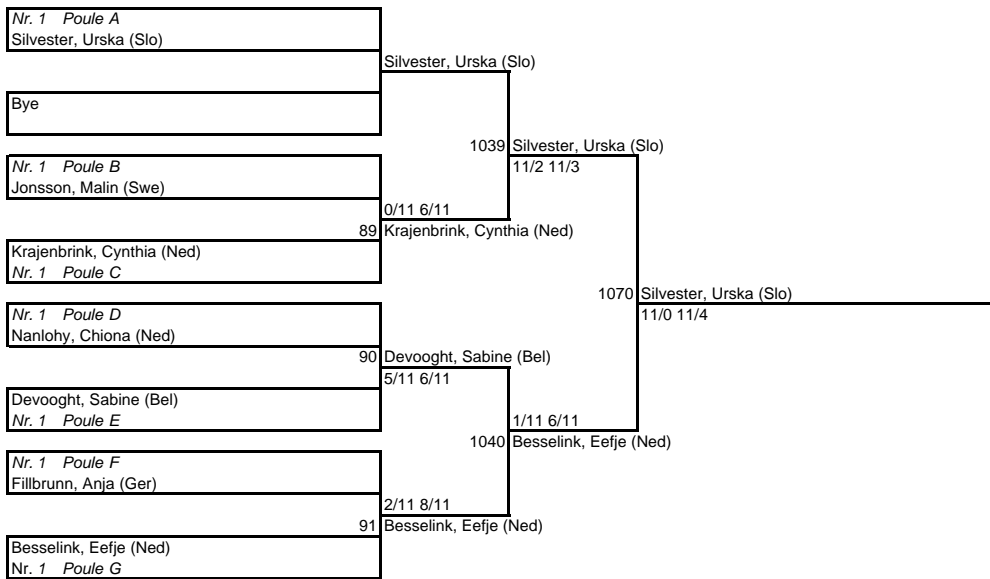 Nr. 1 Poule A
Silvester, Urska (Slo)
Silvester, Urska (Slo)
Bye
1039 Silvester, Urska (Slo)
Nr. 1 Poule B
11/2 11/3
Jonsson, Malin (Swe)
0/11 6/11
89 Krajenbrink, Cynthia (Ned)
Krajenbrink, Cynthia (Ned)
Nr. 1 Poule C
1070 Silvester, Urska (Slo)
Nr. 1 Poule D
11/0 11/4
Nanlohy, Chiona (Ned)
90 Devooght, Sabine (Bel)
5/11 6/11
Devooght, Sabine (Bel)
Nr. 1 Poule E
1/11 6/11
1040 Besselink, Eefje (Ned)
Nr. 1 Poule F
Fillbrunn, Anja (Ger)
2/11 8/11
91 Besselink, Eefje (Ned)
Besselink, Eefje (Ned)
Nr. 1 Poule G